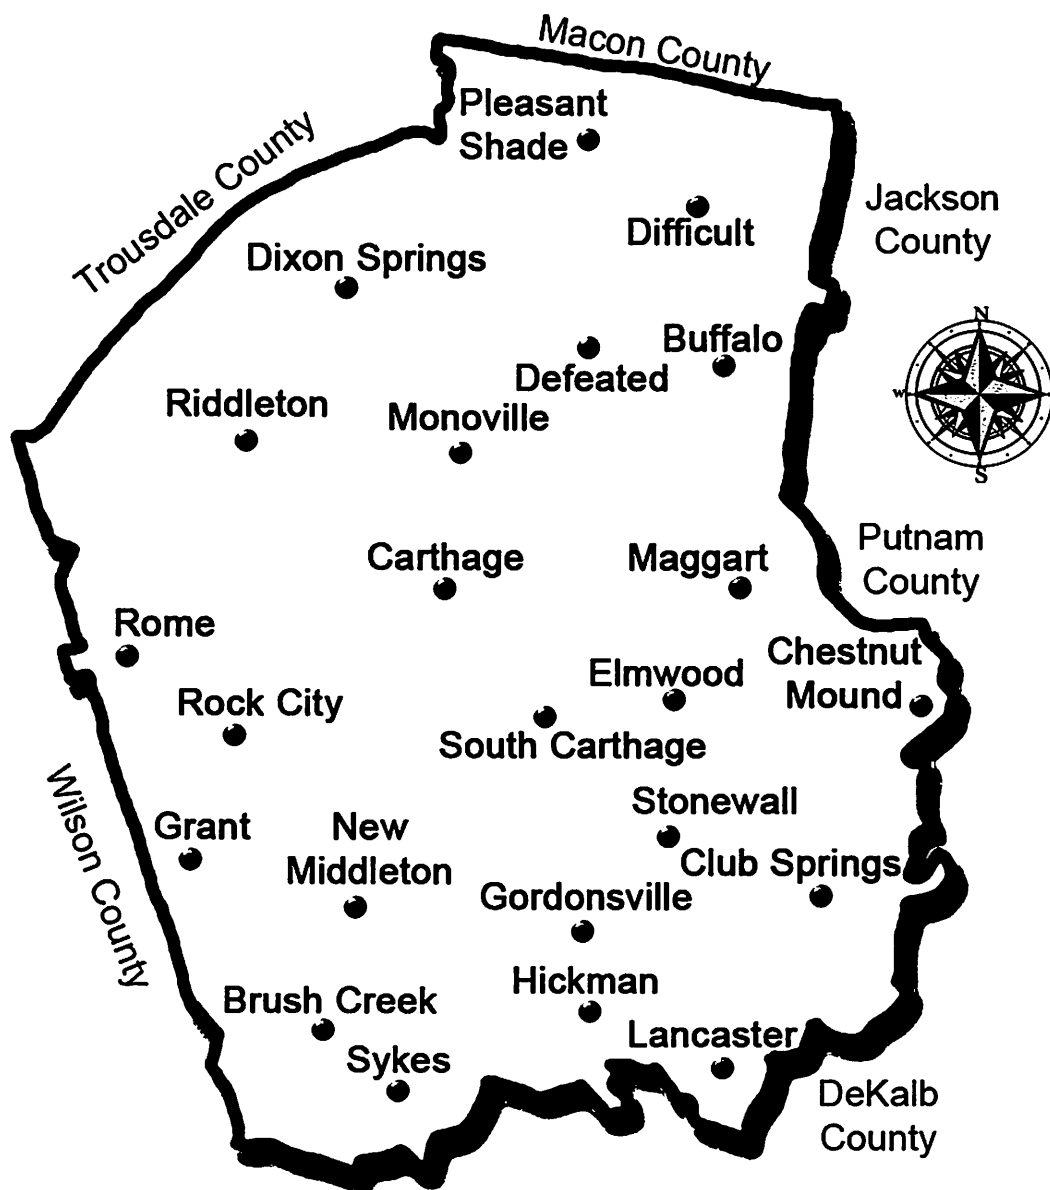 Macon County
Pleasant
Shade
Trousdale County
Jackson
County
Difficult
Dixon Springs
N
Buffalo
Defeated
W
Riddleton
Monoville
S
Putnam
County
Carthage
Maggart
Rome
Chestnut
Mound
Elmwood
Rock City
South Carthage
Wilson County
Stonewall
Grant
New
Middleton
Club Springs
Gordonsville
Hickman
Brush Creek
Lancaster
Sykes
DeKalb
County